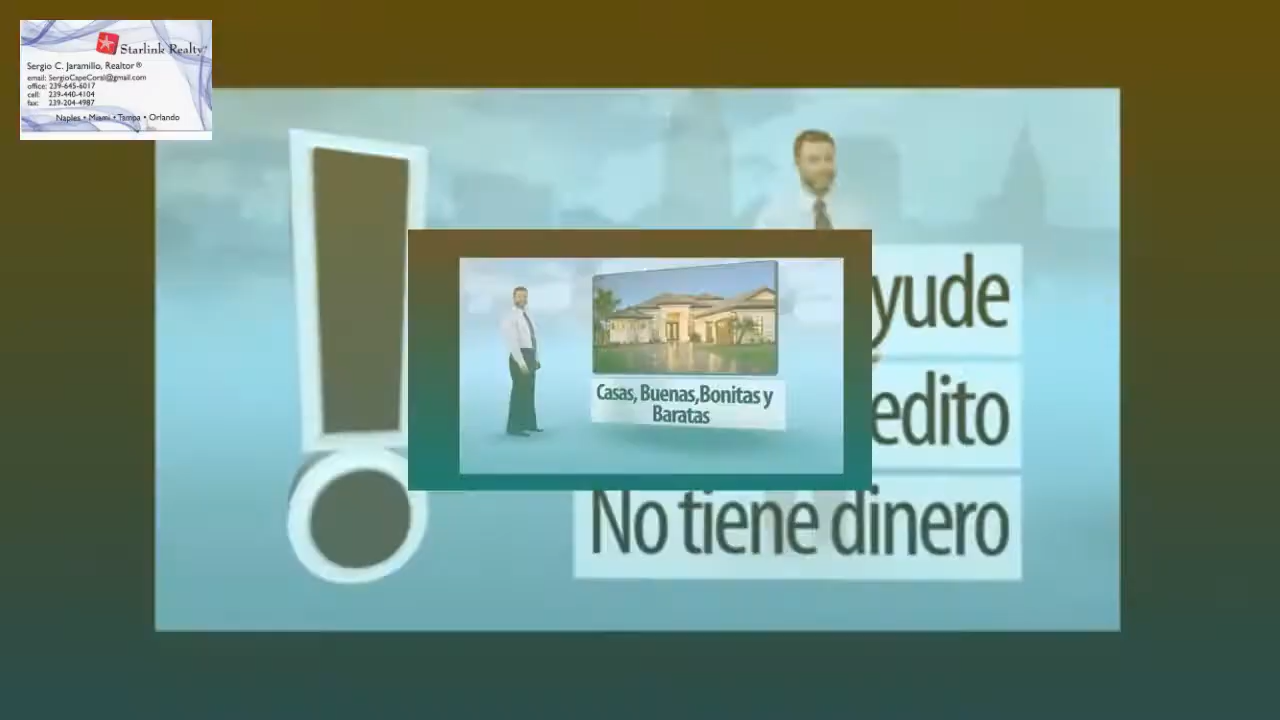 Starlink Realty
Sergio C. Jaramillo, Realtor®
email: SergioCapeCoral@gmail.com
office: 239-645-6017
cell: 239-440-4104
fax: 239-204-4987
Naples • Miami • Tampa • Orlando
yude
edito
Casas, Buenas,Bonitas y
Baratas
No tiene dinero